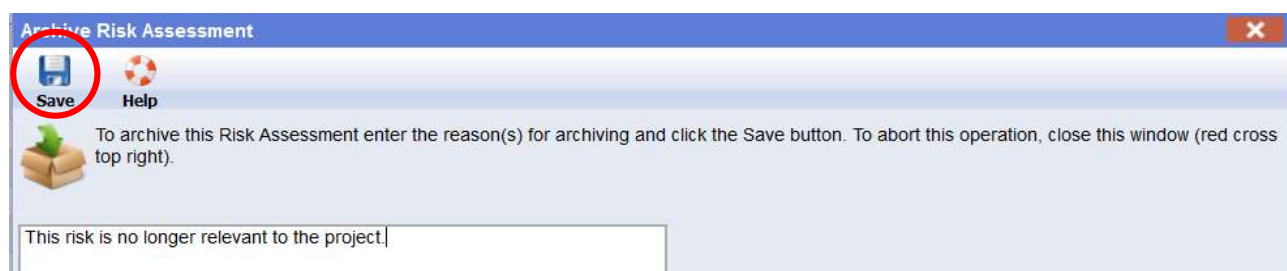 Archive Risk Assessment
Save Help
To archive this Risk Assessment enter the reason(s) for archiving and click the Save button. To abort this operation, close this window (red cross
top right).
This risk is no longer relevant to the project.